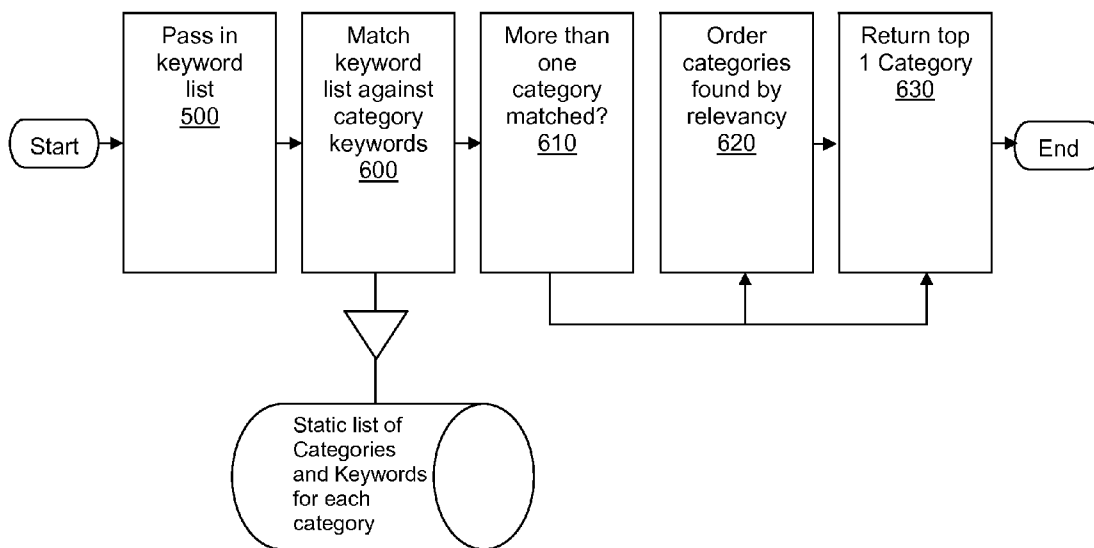 Start
Pass in
keyword
list
500
Match
keyword
list against
category
keywords
600
More than
one
category
matched?
610
Order
categories
found by
relevancy
620
Return top
1 Category
630
End
Static list of
Categories
and Keywords
for each
category